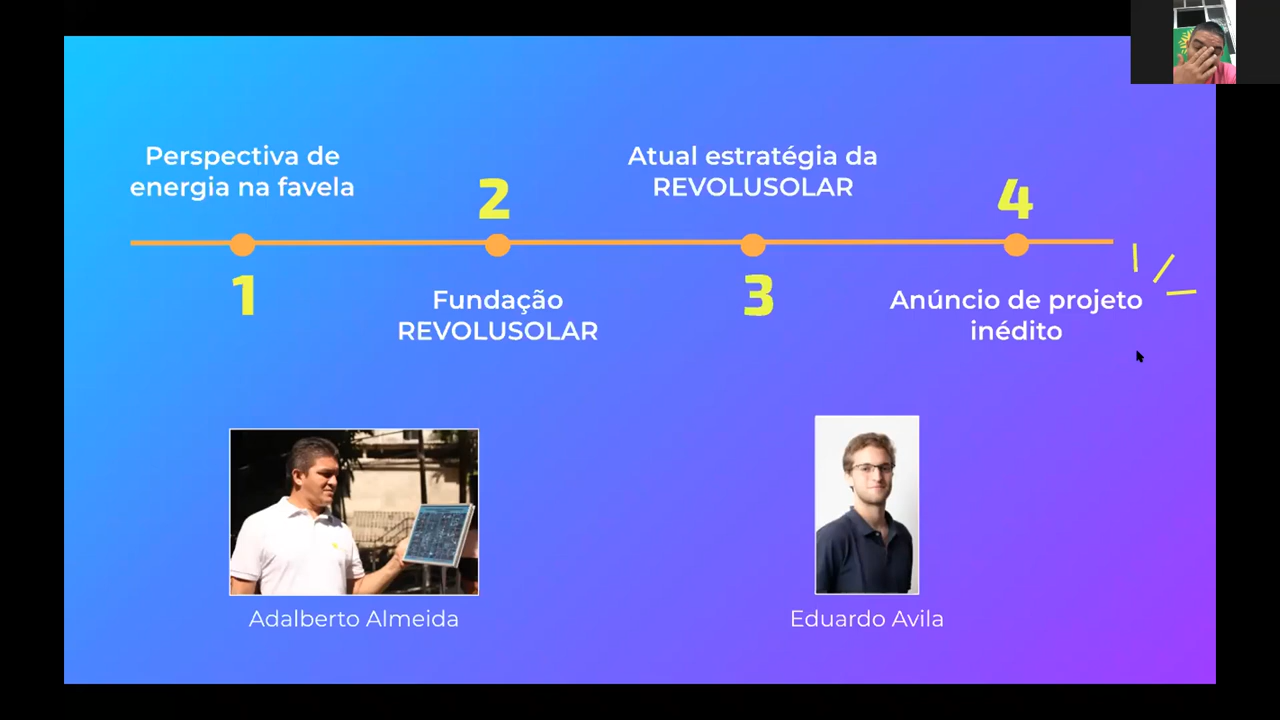 Perspectiva de
energia na favela
1
2
Fundação
REVOLUSOLAR
Atual estratégia da
REVOLUSOLAR
3
4
Anúncio de projeto
inédito
Adalberto Almeida
Eduardo Avila